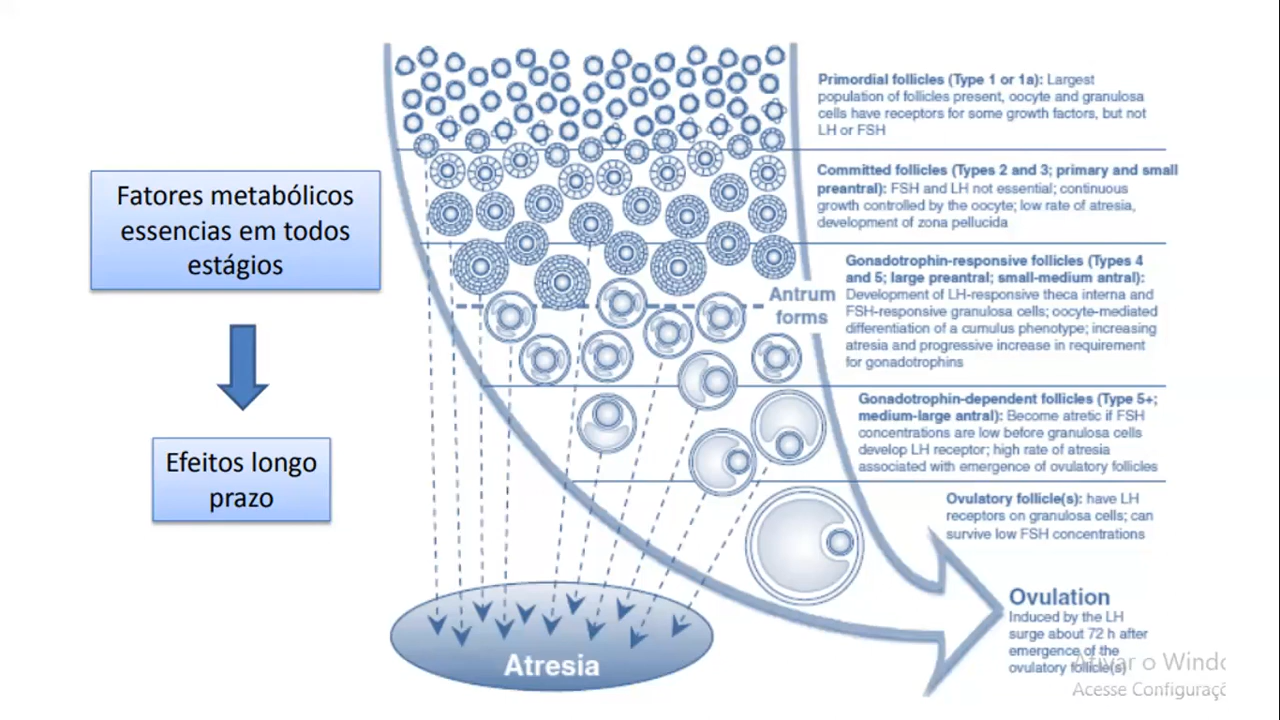 Fatores metabólicos
essencias em todos
estágios
Efeitos longo
prazo
Primordial follicles (Type 1 or 1a): Largest
population of follicles present, oocyte and granulosa
cells have receptors for some growth factors, but not
LH or FSH
Committed follicles (Types 2 and 3; primary and small
preantral): FSH and LH not essential; continuous
growth controlled by the oocyte; low rate of atresia,
development of zona pellucida
Gonadotrophin-responsive follicles (Types 4
and 5; large preantral; small-medium antral):
Development of LH-responsive theca interna and
FSH-responsive granulosa cells; oocyte-mediated
differentiation of a cumulus phenotype; increasing
atresia and progressive increase in requirement
for gonadotrophins
Antrum
forms
Gonadotrophin-dependent follicles (Type 5+;
medium-large antral): Become atretic if FSH
concentrations are low before granulosa cells
develop LH receptor; high rate of atresia
associated with emergence of ovulatory follicles
Ovulatory follicle(s): have LH
receptors on granulosa cells; can
survive low FSH concentrations
Ovulation
Induced by the LH
surge about 72 h after
emergence of the
ovulatory follicle(s)
Atresia
Ativar o Windo
Acesse Configuraçõ